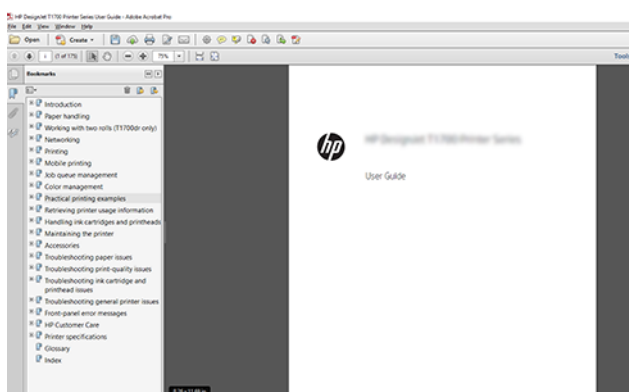 HP Designjet T1700 Printer Series User Guide - Adobe Acrobat Pro
File Edit View Window Help
Open Create
(1 of 175) 75% Tools
Bookmarks
Introduction
Paper handling
Working with two rolls (T1700dr only)
Networking
Printing
Mobile printing
Job queue management
Color management
Practical printing examples
Retrieving printer usage information
Handling ink cartridges and printheads
Maintaining the printer
Accessories
Troubleshooting paper issues
Troubleshooting print-quality issues
Troubleshooting ink cartridge and
printhead issues
Troubleshooting general printer issues
Front-panel error messages
HP Customer Care
Printer specifications
Glossary
Index
hp
HP Designjet T1700 Printer Series
User Guide